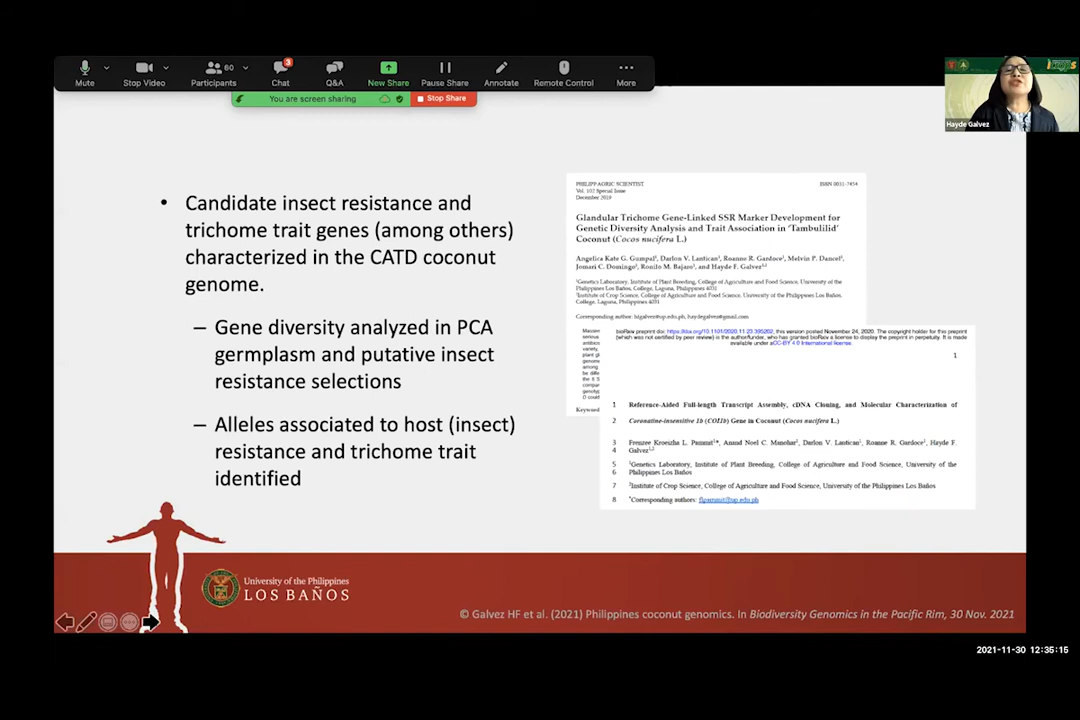 Mute
Stop Video
60
Participants
3
Chat
Q&A
New Share
Pause Share
Annotate
Remote Control
More
You are screen sharing
Stop Share
Hayde Galvez
• Candidate insect resistance and
trichome trait genes (among others)
characterized in the CATD coconut
genome.
– Gene diversity analyzed in PCA
germplasm and putative insect
resistance selections
– Alleles associated to host (insect)
resistance and trichome trait
identified
PHILIPP AGRIC SCIENTIST
Vol. 102 Special Issue
December 2019
ISSN 0031-7454
Glandular Trichome Gene-Linked SSR Marker Development for
Genetic Diversity Analysis and Trait Association in 'Tambulilid'
Coconut (Cocos nucifera L.)
Angelica Kate G. Gumpal¹, Darlon V. Lantican¹, Roanne R. Gardoce¹, Melvin P. Dancel¹,
Jomari C. Domingo¹, Ronilo M. Bajaro¹, and Hayde F. Galvez¹,²
¹Genetics Laboratory, Institute of Plant Breeding, College of Agriculture and Food Science, University of the
Philippines Los Baños, College, Laguna, Philippines 4031
²Institute of Crop Science, College of Agriculture and Food Science, University of the Philippines Los Baños,
College, Laguna, Philippines 4031
bioRxiv preprint doi: https://doi.org/10.1101/2020.11.23.395202; this version posted November 24, 2020. The copyright holder for this preprint
(which was not certified by peer review) is the author/funder, who has granted bioRxiv a license to display the preprint in perpetuity. It is made
available under aCC-BY 4.0 International license.
1
1 Reference-Aided Full-length Transcript Assembly, cDNA Cloning, and Molecular Characterization of
2 Coronatine-insensitive 1b (COI1b) Gene in Coconut (Cocos nucifera L.)
3 Frenzee Kroeizha L. Pammit¹*, Anand Noel C. Manohar¹, Darlon V. Lantican¹, Roanne R. Gardoce¹, Hayde F.
4 Galvez¹,²
5 ¹Genetics Laboratory, Institute of Plant Breeding, College of Agriculture and Food Science, University of the
6 Philippines Los Baños
7 ²Institute of Crop Science, College of Agriculture and Food Science, University of the Philippines Los Baños
8 *Corresponding authors: flpammit@up.edu.ph
University of the Philippines
LOS BAÑOS
© Galvez HF et al. (2021) Philippines coconut genomics. In Biodiversity Genomics in the Pacific Rim, 30 Nov. 2021
2021-11-30 12:35:15